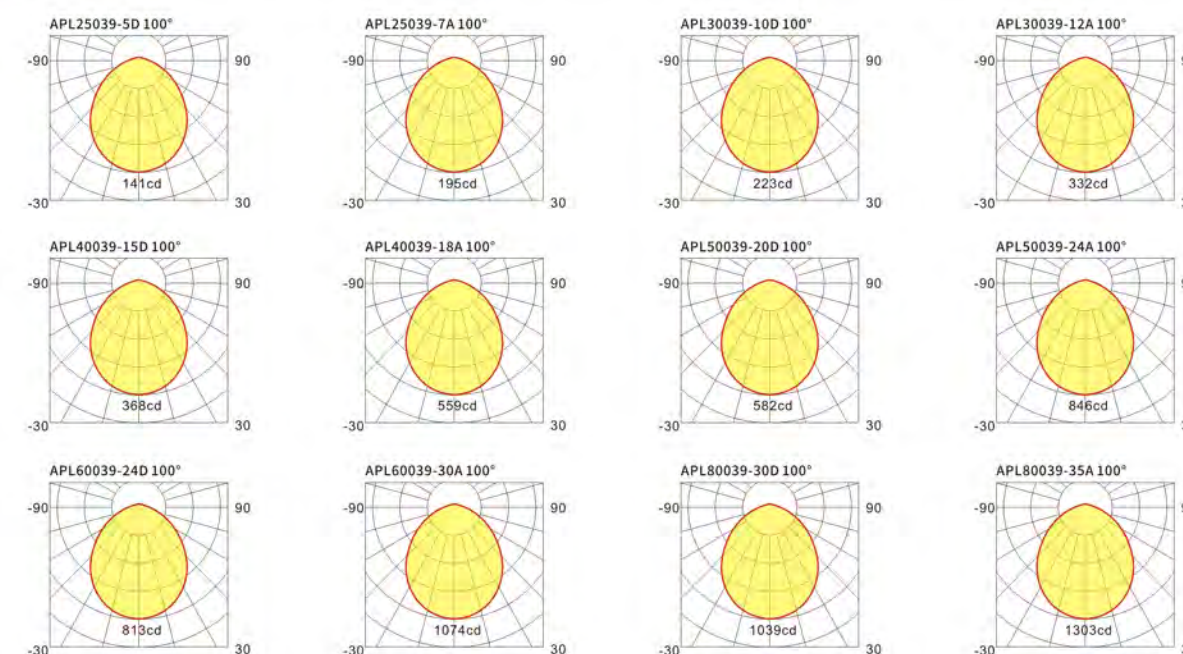 APL25039-5D 100° APL25039-7A 100° APL30039-10D 100° APL30039-12A 100°
-90 90 -90 90 -90 90 -90
141cd 195cd 223cd 332cd
-30 30 -30 30 -30 30 -30
APL40039-15D 100° APL40039-18A 100° APL50039-20D 100° APL50039-24A 100°
-90 90 -90 90 -90 90 -90
368cd 559cd 582cd 846cd
-30 30 -30 30 -30 30 -30
APL60039-24D 100° APL60039-30A 100° APL80039-30D 100° APL80039-35A 100°
-90 90 -90 90 -90 90 -90
813cd 1074cd 1039cd 1303cd
-30 30 -30 30 -30 30 -30